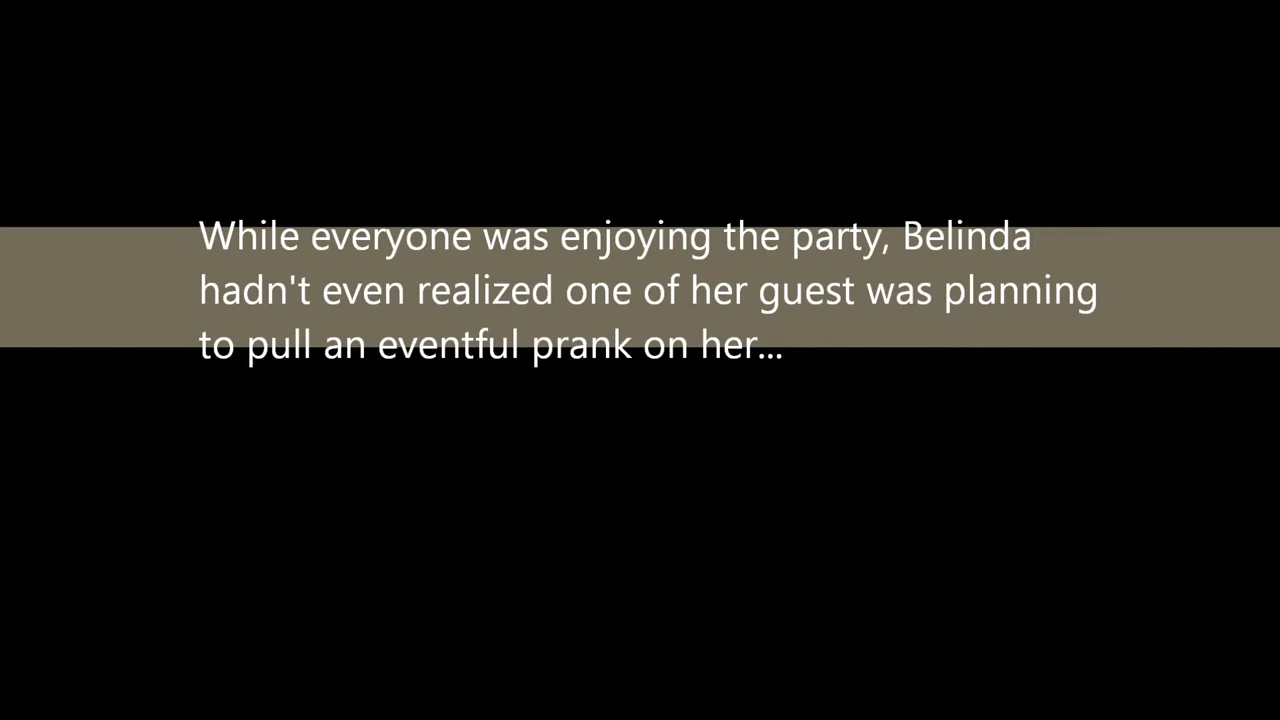 While everyone was enjoying the party, Belinda
hadn't even realized one of her guest was planning
to pull an eventful prank on her...